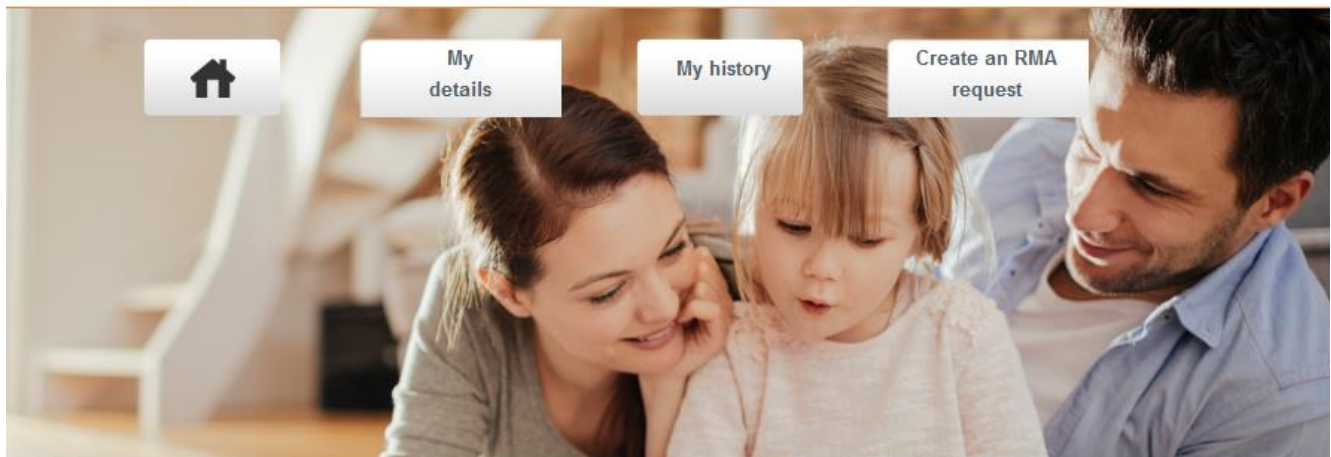 My
details
My history
Create an RMA
request